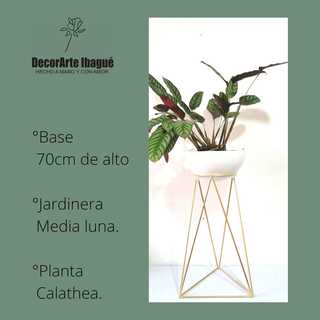 DecorArte Ibagué
HECHO A MANO Y CON AMOR
°Base
70cm de alto
°Jardinera
Media luna.
°Planta
Calathea.